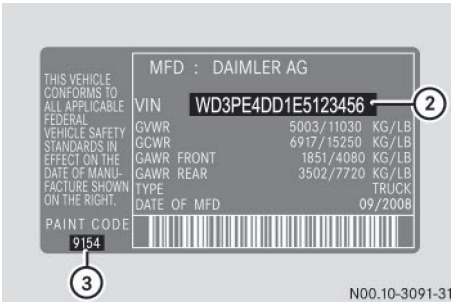 MFD : DAIMLER AG
THIS VEHICLE
CONFORMS TO
ALL APPLICABLE
FEDERAL
VEHICLE SAFETY
STANDARDS IN
EFFECT ON THE
DATE OF MANU-
FACTURE SHOWN
ON THE RIGHT.
VIN WD3PE4DD1E5123456
2
GVWR 5003/11030 KG/LB
GCWR 6917/15250 KG/LB
GAWR FRONT 1851/4080 KG/LB
GAWR REAR 3502/7720 KG/LB
TYPE TRUCK
DATE OF MFD 09/2008
PAINT CODE
9154
3
N00.10-3091-31